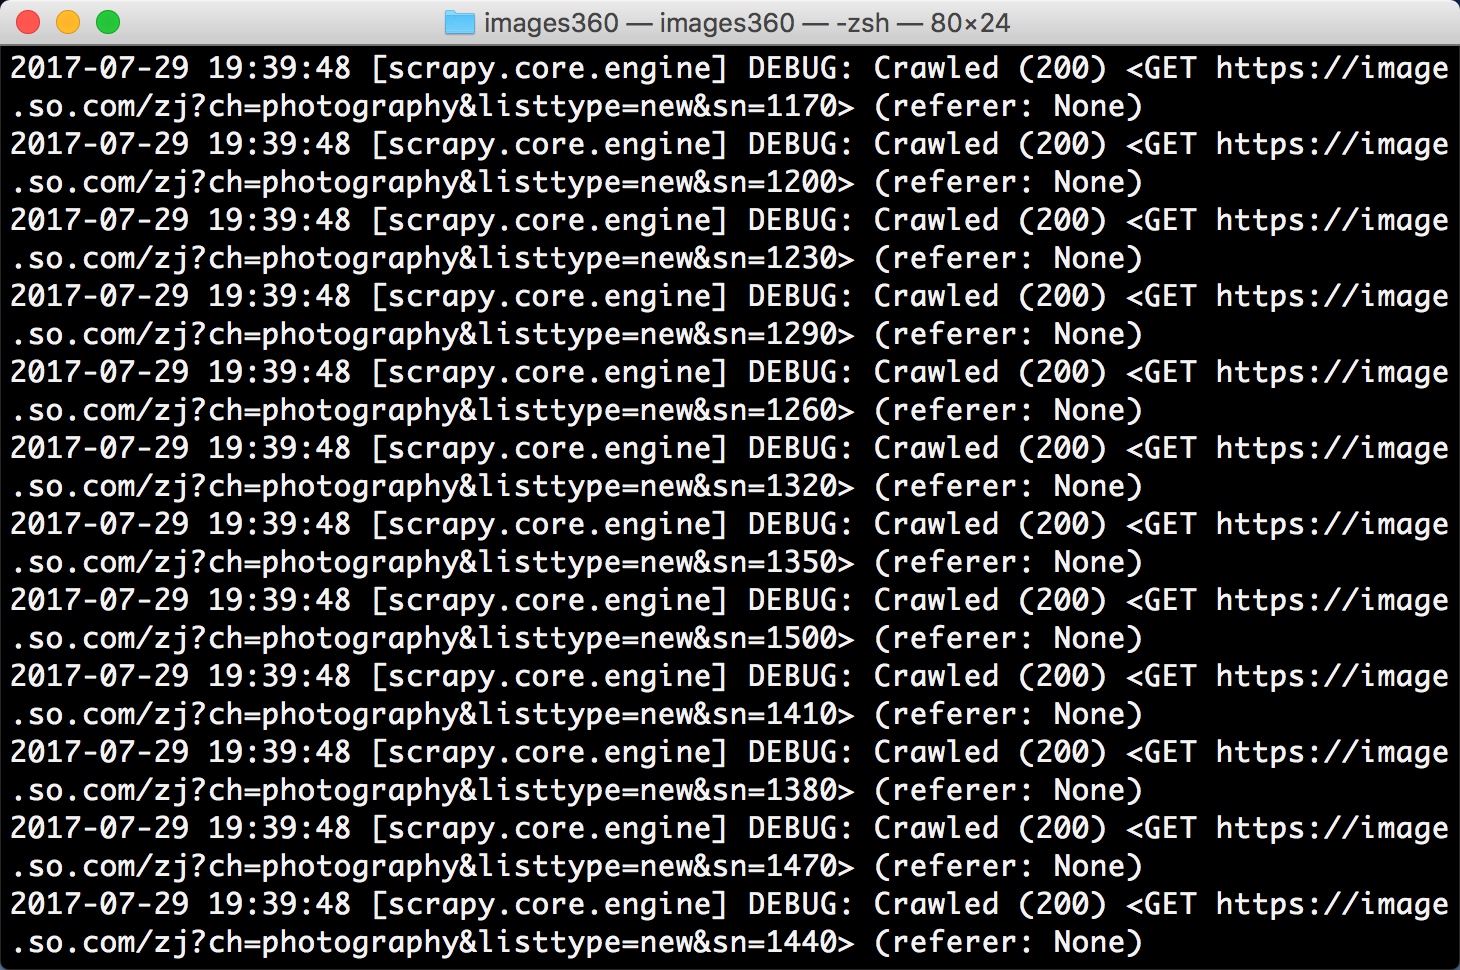 images360 — images360 — -zsh — 80×24
2017-07-29 19:39:48 [scrapy.core.engine] DEBUG: Crawled (200) <GET https://image
.so.com/zj?ch=photography&listtype=new&sn=1170> (referer: None)
2017-07-29 19:39:48 [scrapy.core.engine] DEBUG: Crawled (200) <GET https://image
.so.com/zj?ch=photography&listtype=new&sn=1200> (referer: None)
2017-07-29 19:39:48 [scrapy.core.engine] DEBUG: Crawled (200) <GET https://image
.so.com/zj?ch=photography&listtype=new&sn=1230> (referer: None)
2017-07-29 19:39:48 [scrapy.core.engine] DEBUG: Crawled (200) <GET https://image
.so.com/zj?ch=photography&listtype=new&sn=1290> (referer: None)
2017-07-29 19:39:48 [scrapy.core.engine] DEBUG: Crawled (200) <GET https://image
.so.com/zj?ch=photography&listtype=new&sn=1260> (referer: None)
2017-07-29 19:39:48 [scrapy.core.engine] DEBUG: Crawled (200) <GET https://image
.so.com/zj?ch=photography&listtype=new&sn=1320> (referer: None)
2017-07-29 19:39:48 [scrapy.core.engine] DEBUG: Crawled (200) <GET https://image
.so.com/zj?ch=photography&listtype=new&sn=1350> (referer: None)
2017-07-29 19:39:48 [scrapy.core.engine] DEBUG: Crawled (200) <GET https://image
.so.com/zj?ch=photography&listtype=new&sn=1500> (referer: None)
2017-07-29 19:39:48 [scrapy.core.engine] DEBUG: Crawled (200) <GET https://image
.so.com/zj?ch=photography&listtype=new&sn=1410> (referer: None)
2017-07-29 19:39:48 [scrapy.core.engine] DEBUG: Crawled (200) <GET https://image
.so.com/zj?ch=photography&listtype=new&sn=1380> (referer: None)
2017-07-29 19:39:48 [scrapy.core.engine] DEBUG: Crawled (200) <GET https://image
.so.com/zj?ch=photography&listtype=new&sn=1470> (referer: None)
2017-07-29 19:39:48 [scrapy.core.engine] DEBUG: Crawled (200) <GET https://image
.so.com/zj?ch=photography&listtype=new&sn=1440> (referer: None)